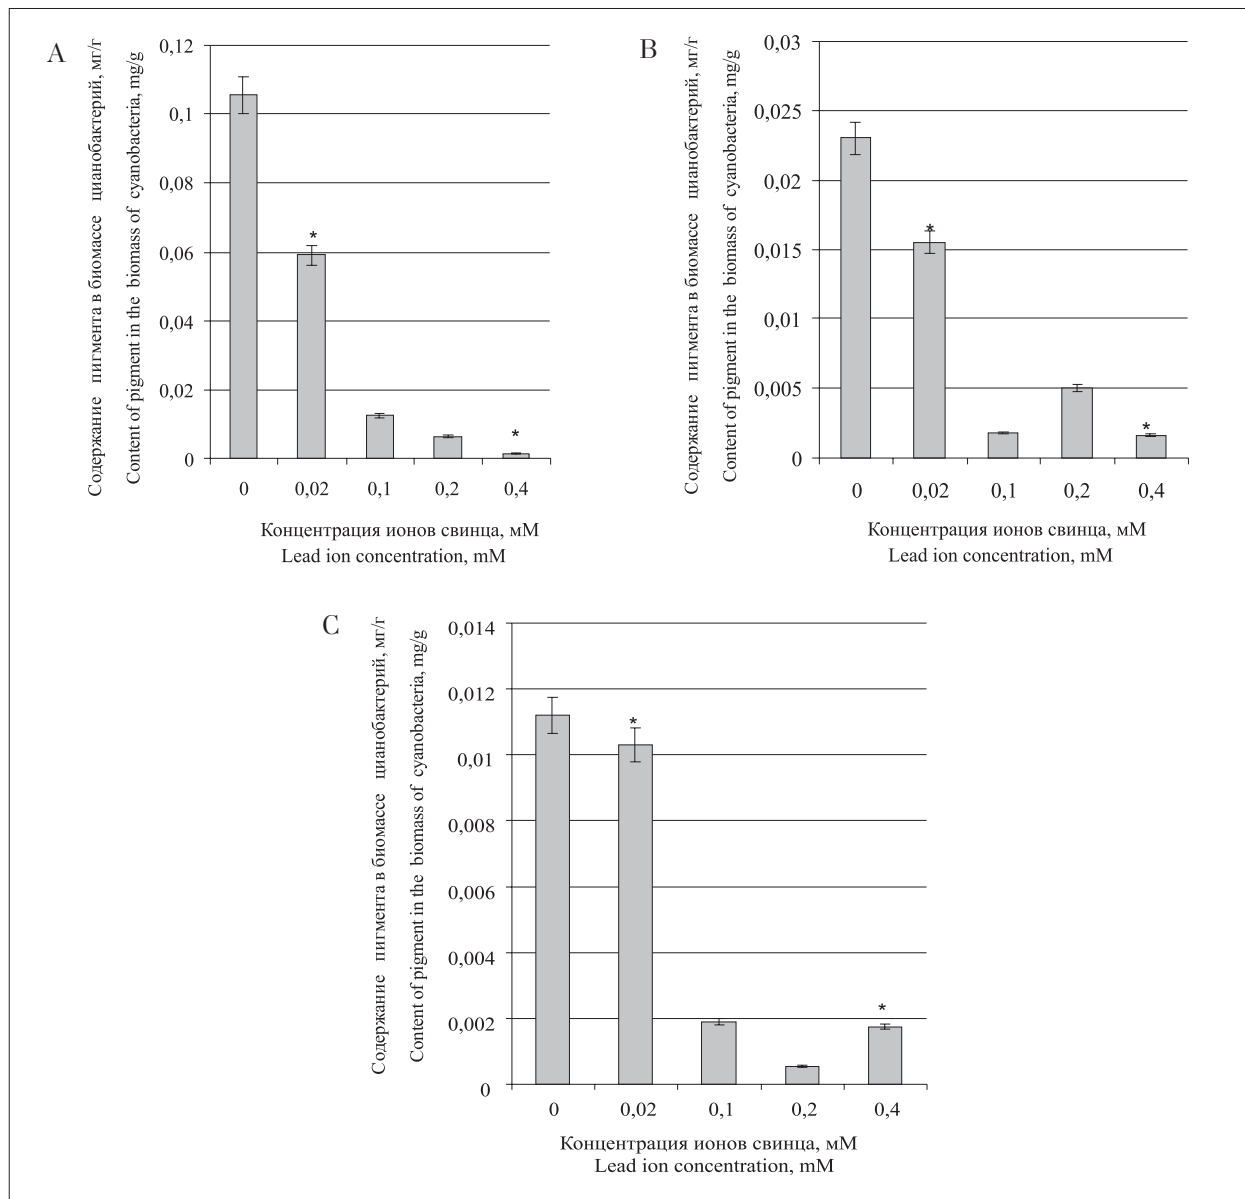 A
Содержание пигмента в биомассе цианобактерий, мг/г
Content of pigment in the biomass of cyanobacteria, mg/g
0,12
0,1
0,08
0,06
0,04
0,02
0
*
*
0 0,02 0,1 0,2 0,4
Концентрация ионов свинца, мМ
Lead ion concentration, mM
B
Содержание пигмента в биомассе цианобактерий, мг/г
Content of pigment in the biomass of cyanobacteria, mg/g
0,03
0,025
0,02
0,015
0,01
0,005
0
*
*
0 0,02 0,1 0,2 0,4
Концентрация ионов свинца, мМ
Lead ion concentration, mM
C
Содержание пигмента в биомассе цианобактерий, мг/г
Content of pigment in the biomass of cyanobacteria, mg/g
0,014
0,012
0,01
0,008
0,006
0,004
0,002
0
*
*
0 0,02 0,1 0,2 0,4
Концентрация ионов свинца, мМ
Lead ion concentration, mM